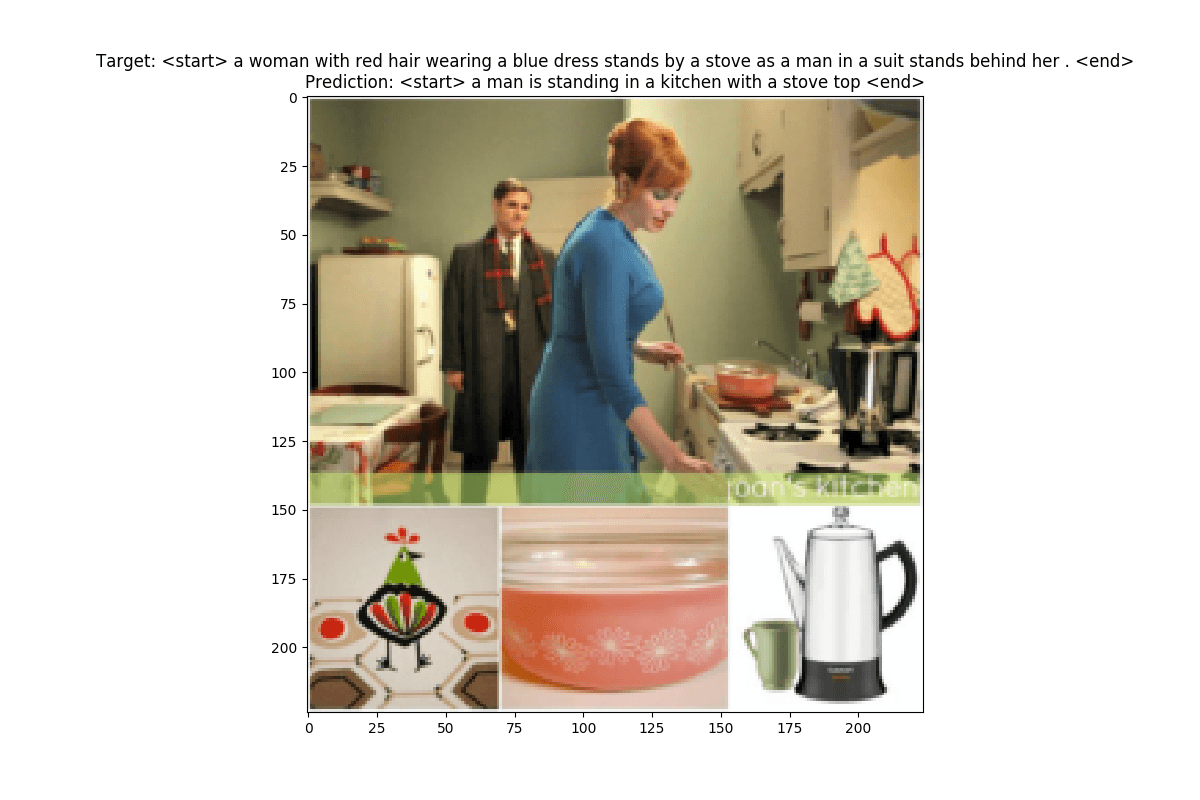 Target: <start> a woman with red hair wearing a blue dress stands by a stove as a man in a suit stands behind her . <end>
Prediction: <start> a man is standing in a kitchen with a stove top <end>
0
25
50
75
100
125
150
175
200
joan's kitchen
0 25 50 75 100 125 150 175 200